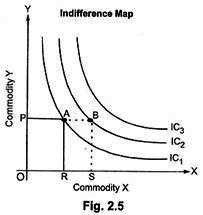 Indifference Map
Y
Commodity Y
P
A
B
IC3
IC2
IC1
O
R
S
X
Commodity X
Fig. 2.5